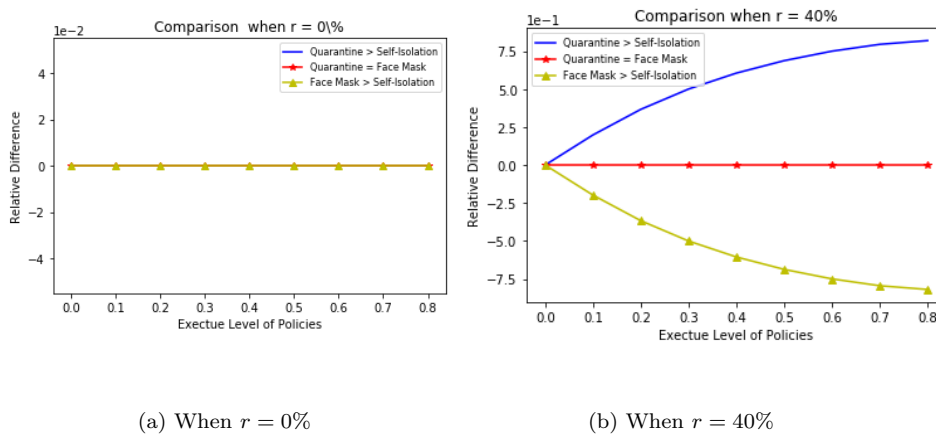 Comparison  when r = 0\%
1e−2
Quarantine > Self-Isolation
Quarantine = Face Mask
Face Mask > Self-Isolation
4
2
0
−2
−4
Relative Difference
0.0 0.1 0.2 0.3 0.4 0.5 0.6 0.7 0.8
Exectue Level of Policies
(a) When r = 0%
Comparison when r = 40%
1e−1
Quarantine > Self-Isolation
Quarantine = Face Mask
Face Mask > Self-Isolation
7.5
5.0
2.5
0.0
−2.5
−5.0
−7.5
Relative Difference
0.0 0.1 0.2 0.3 0.4 0.5 0.6 0.7 0.8
Exectue Level of Policies
(b) When r = 40%